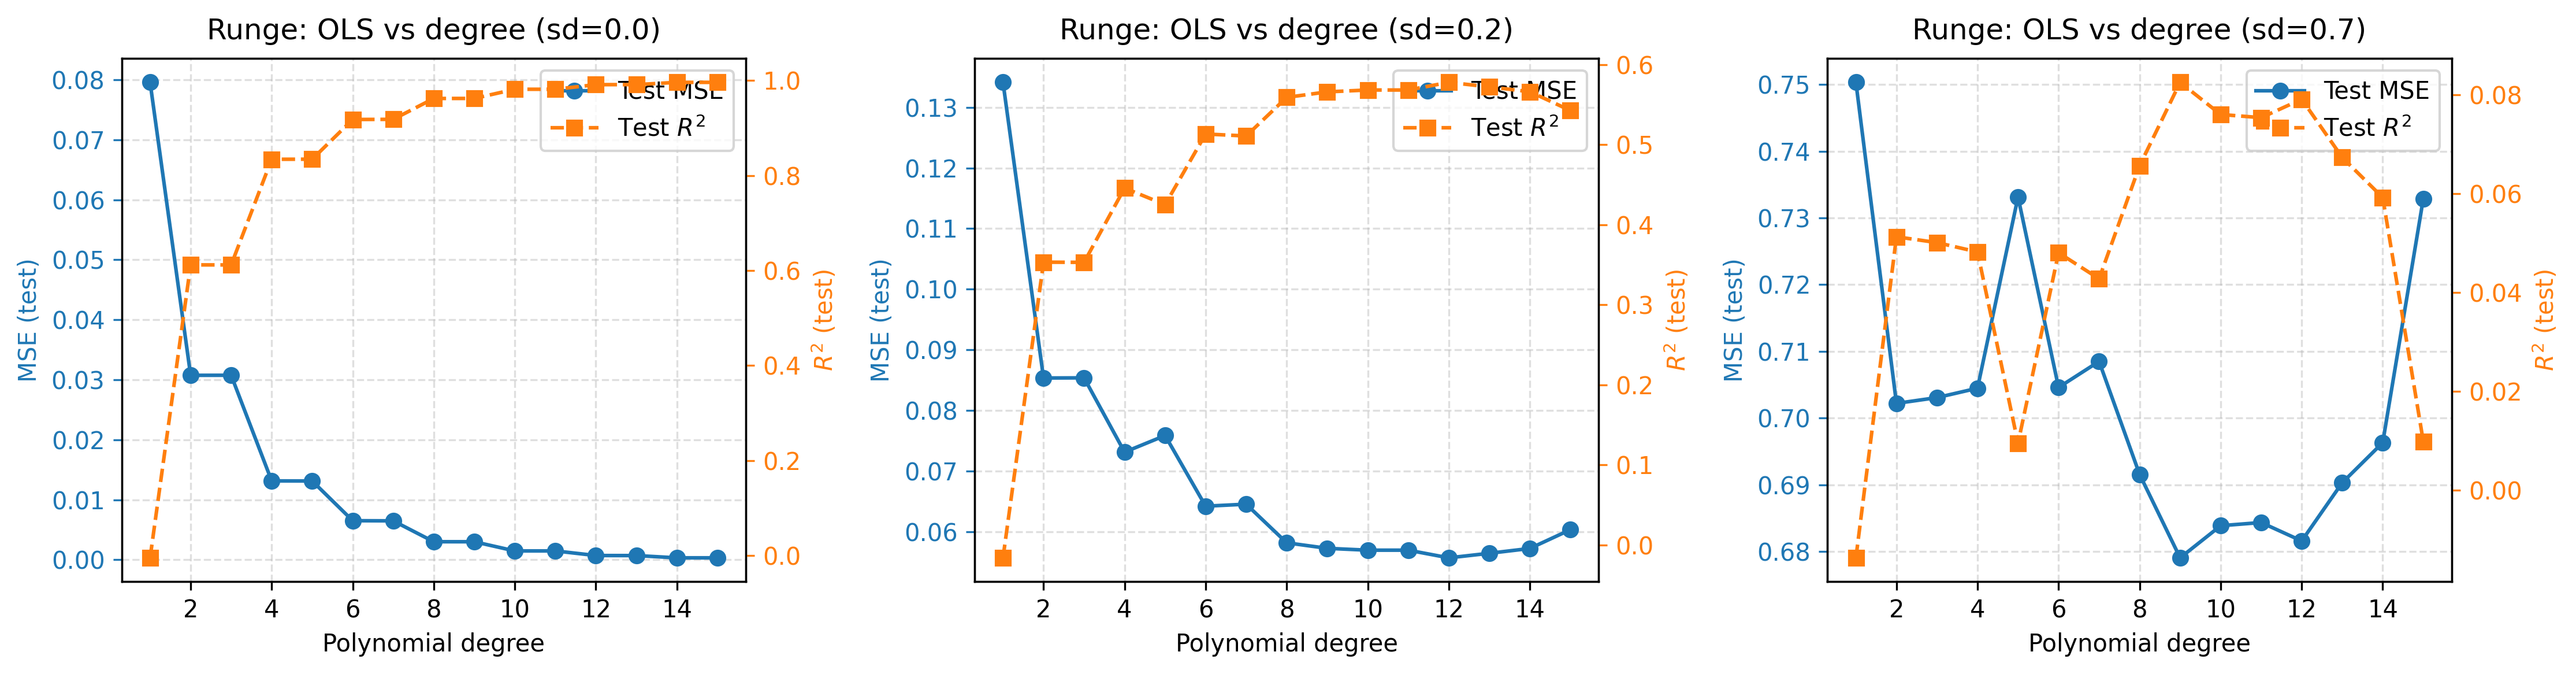 Runge: OLS vs degree (sd=0.0)
0.08
0.07
0.06
0.05
0.04
0.03
0.02
0.01
0.00
MSE (test)
Test MSE
Test R²
1.0
0.8
0.6
0.4
0.2
0.0
R² (test)
2 4 6 8 10 12 14
Polynomial degree
Runge: OLS vs degree (sd=0.2)
0.13
0.12
0.11
0.10
0.09
0.08
0.07
0.06
MSE (test)
Test MSE
Test R²
0.6
0.5
0.4
0.3
0.2
0.1
0.0
R² (test)
2 4 6 8 10 12 14
Polynomial degree
Runge: OLS vs degree (sd=0.7)
0.75
0.74
0.73
0.72
0.71
0.70
0.69
0.68
MSE (test)
Test MSE
Test R²
0.08
0.06
0.04
0.02
0.00
R² (test)
2 4 6 8 10 12 14
Polynomial degree